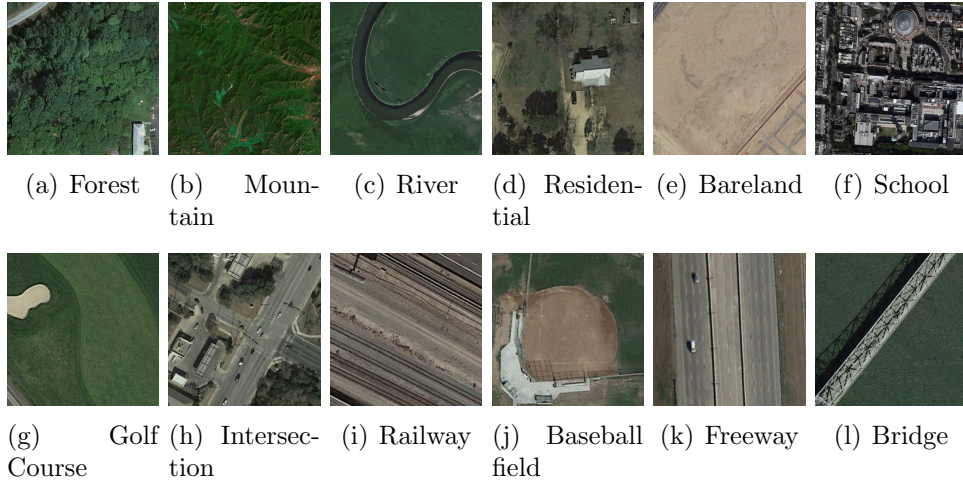 (a) Forest
(b) Moun-
tain
(c) River
(d) Residen-
tial
(e) Bareland
(f) School
(g) Golf
Course
(h) Intersec-
tion
(i) Railway
(j) Baseball
field
(k) Freeway
(l) Bridge